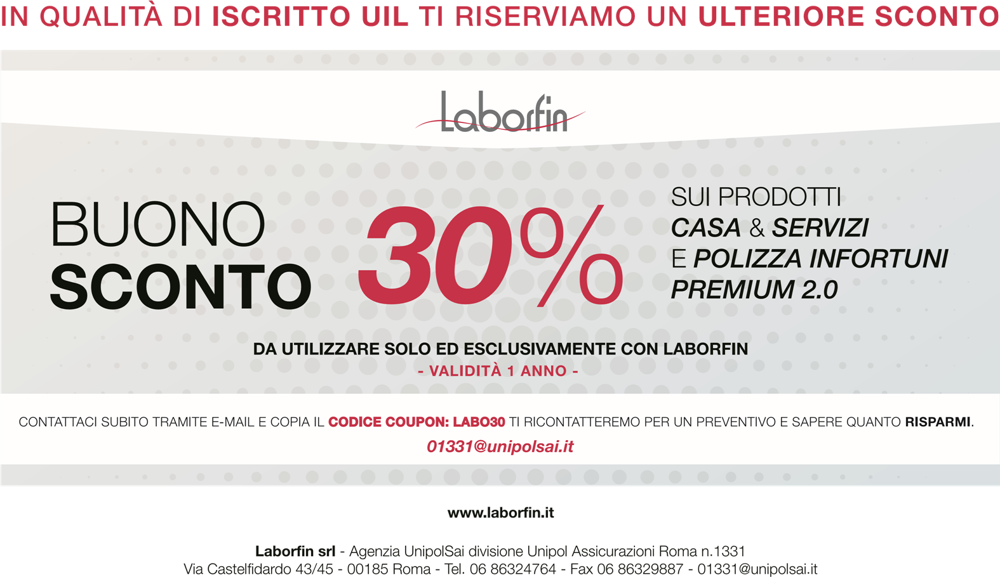 IN QUALITÀ DI ISCRITTO UIL TI RISERVIAMO UN ULTERIORE SCONTO
Laborfin
BUONO
SCONTO
30%
SUI PRODOTTI
CASA & SERVIZI
E POLIZZA INFORTUNI
PREMIUM 2.0
DA UTILIZZARE SOLO ED ESCLUSIVAMENTE CON LABORFIN
- VALIDITÀ 1 ANNO -
CONTATTACI SUBITO TRAMITE E-MAIL E COPIA IL CODICE COUPON: LABO30 TI RICONTATTEREMO PER UN PREVENTIVO E SAPERE QUANTO RISPARMI.
01331@unipolsai.it
www.laborfin.it
Laborfin srl - Agenzia UnipolSai divisione Unipol Assicurazioni Roma n.1331
Via Castelfidardo 43/45 - 00185 Roma - Tel. 06 86324764 - Fax 06 86329887 - 01331@unipolsai.it